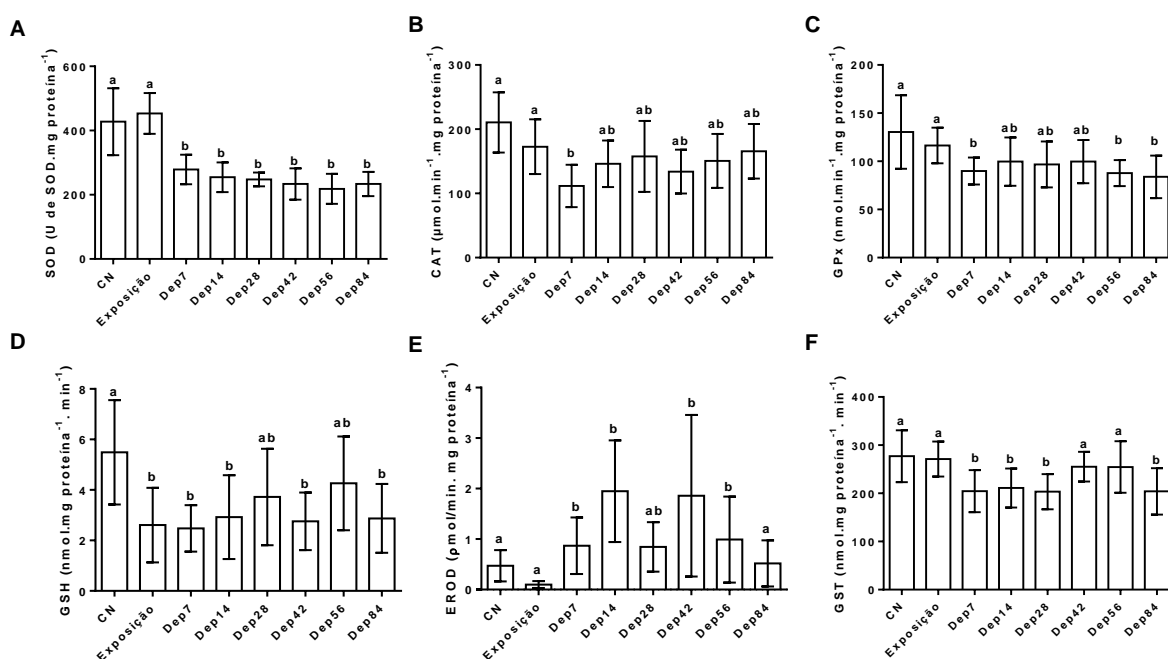 A
SOD (U de SOD.mg proteína-1)
600
400
200
0
a a b b b b b b
CN Exposição Dep7 Dep14 Dep28 Dep42 Dep56 Dep84
B
CAT (µmol.min-1.mg proteína-1)
300
200
100
0
a a b ab ab ab ab ab
CN Exposição Dep7 Dep14 Dep28 Dep42 Dep56 Dep84
C
GPx (nmol.min-1.mg proteína-1)
200
150
100
50
0
a a b ab ab ab b b
CN Exposição Dep7 Dep14 Dep28 Dep42 Dep56 Dep84
D
GSH (nmol.mg proteína-1. min-1)
8
6
4
2
0
a b b b ab b ab b
CN Exposição Dep7 Dep14 Dep28 Dep42 Dep56 Dep84
E
EROD (ρmol/min. mg proteína)
4
3
2
1
0
a a b b ab b b a
CN Exposição Dep7 Dep14 Dep28 Dep42 Dep56 Dep84
F
GST (nmol.mg proteína-1. min-1)
400
300
200
100
0
a a b b b a a b
CN Exposição Dep7 Dep14 Dep28 Dep42 Dep56 Dep84